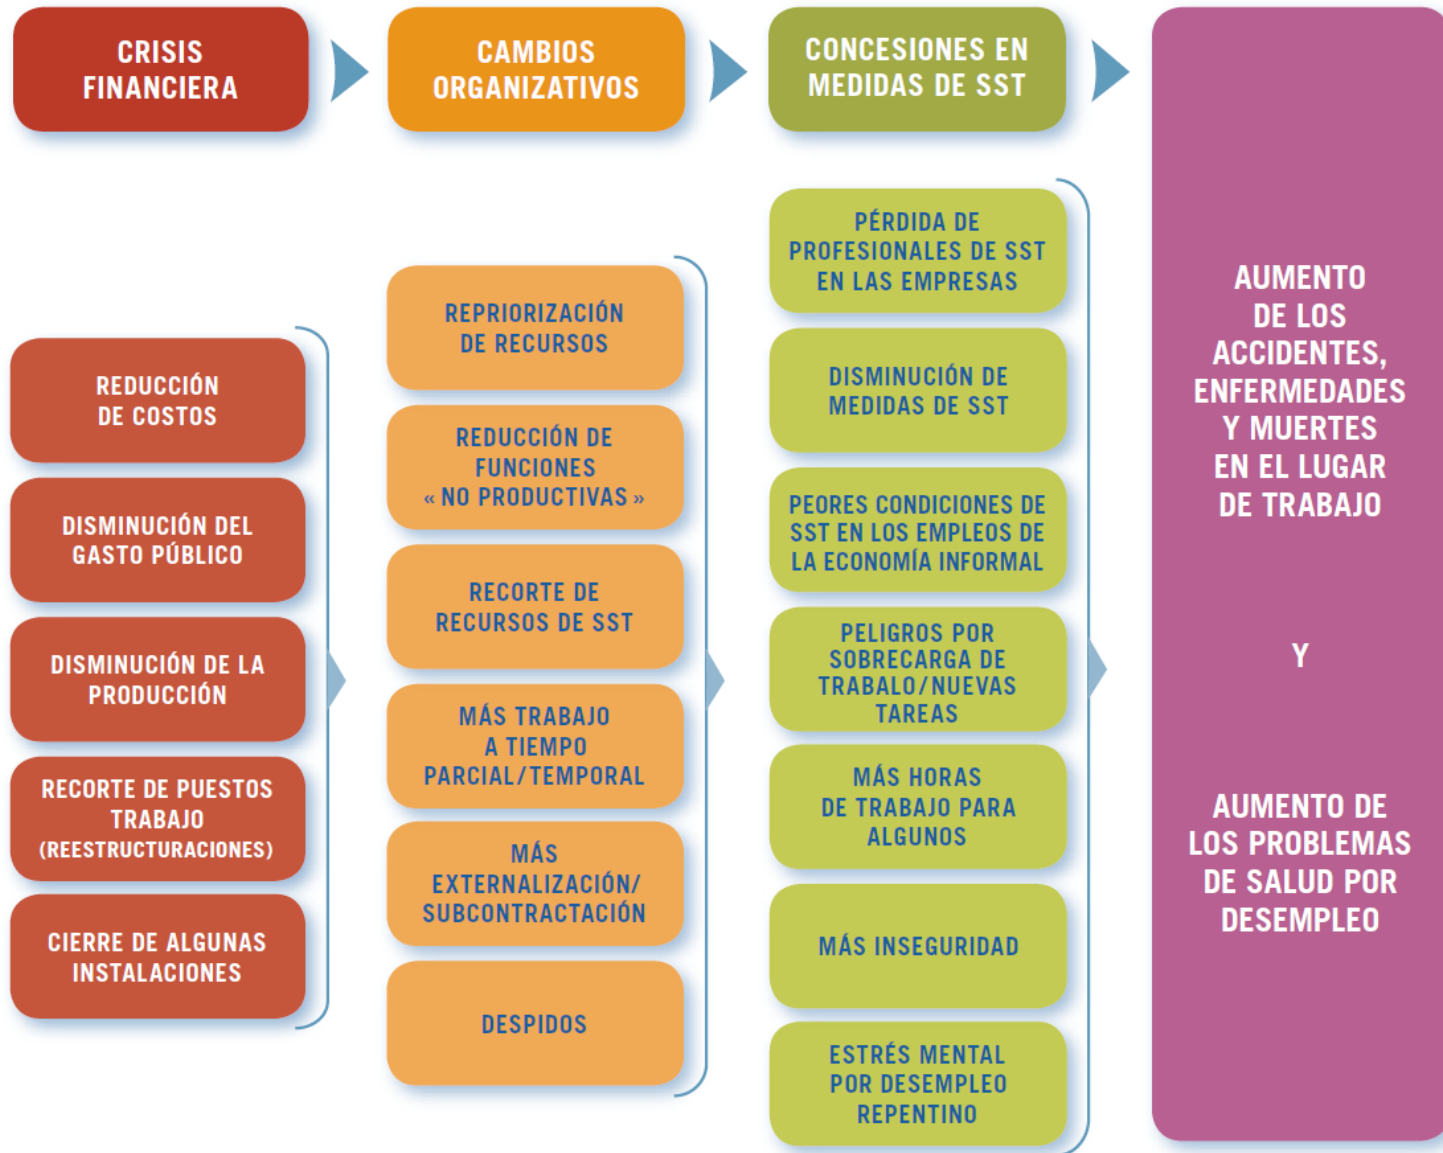 CRISIS
FINANCIERA
CAMBIOS
ORGANIZATIVOS
CONCESIONES EN
MEDIDAS DE SST
REDUCCIÓN
DE COSTOS
DISMINUCIÓN DEL
GASTO PÚBLICO
DISMINUCIÓN DE LA
PRODUCCIÓN
RECORTE DE PUESTOS
TRABAJO
(REESTRUCTURACIONES)
CIERRE DE ALGUNAS
INSTALACIONES
REPRIORIZACIÓN
DE RECURSOS
REDUCCIÓN DE
FUNCIONES
« NO PRODUCTIVAS »
RECORTE DE
RECURSOS DE SST
MÁS TRABAJO
A TIEMPO
PARCIAL/TEMPORAL
MÁS
EXTERNALIZACIÓN/
SUBCONTRACTACIÓN
DESPIDOS
PÉRDIDA DE
PROFESIONALES DE SST
EN LAS EMPRESAS
DISMINUCIÓN DE
MEDIDAS DE SST
PEORES CONDICIONES DE
SST EN LOS EMPLEOS DE
LA ECONOMÍA INFORMAL
PELIGROS POR
SOBRECARGA DE
TRABALO/NUEVAS
TAREAS
MÁS HORAS
DE TRABAJO PARA
ALGUNOS
MÁS INSEGURIDAD
ESTRÉS MENTAL
POR DESEMPLEO
REPENTINO
AUMENTO
DE LOS
ACCIDENTES,
ENFERMEDADES
Y MUERTES
EN EL LUGAR
DE TRABAJO
Y
AUMENTO DE
LOS PROBLEMAS
DE SALUD POR
DESEMPLEO